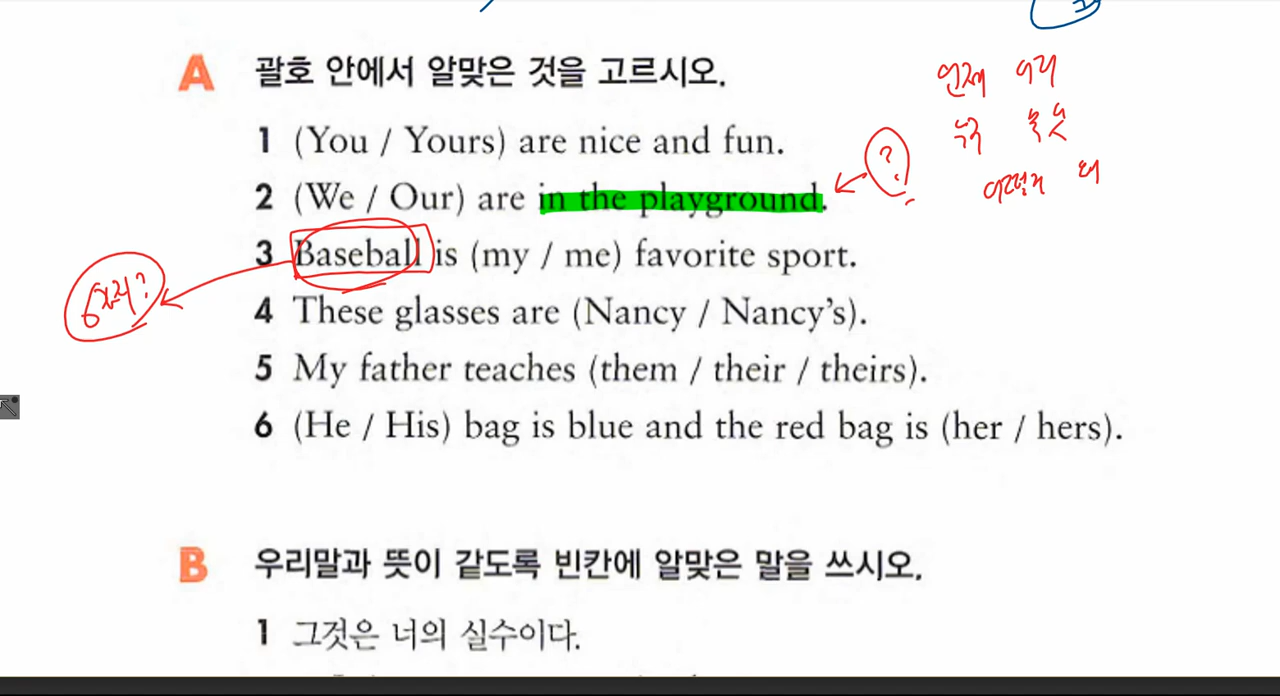 A 괄호 안에서 알맞은 것을 고르시오.
언제 어디
누구 무엇
어떻게 왜
1 (You / Yours) are nice and fun.
?
2 (We / Our) are in the playground.
3 Baseball is (my / me) favorite sport.
4 These glasses are (Nancy / Nancy's).
5 My father teaches (them / their / theirs).
6 (He / His) bag is blue and the red bag is (her / hers).
B 우리말과 뜻이 같도록 빈칸에 알맞은 말을 쓰시오.
1 그것은 너의 실수이다.